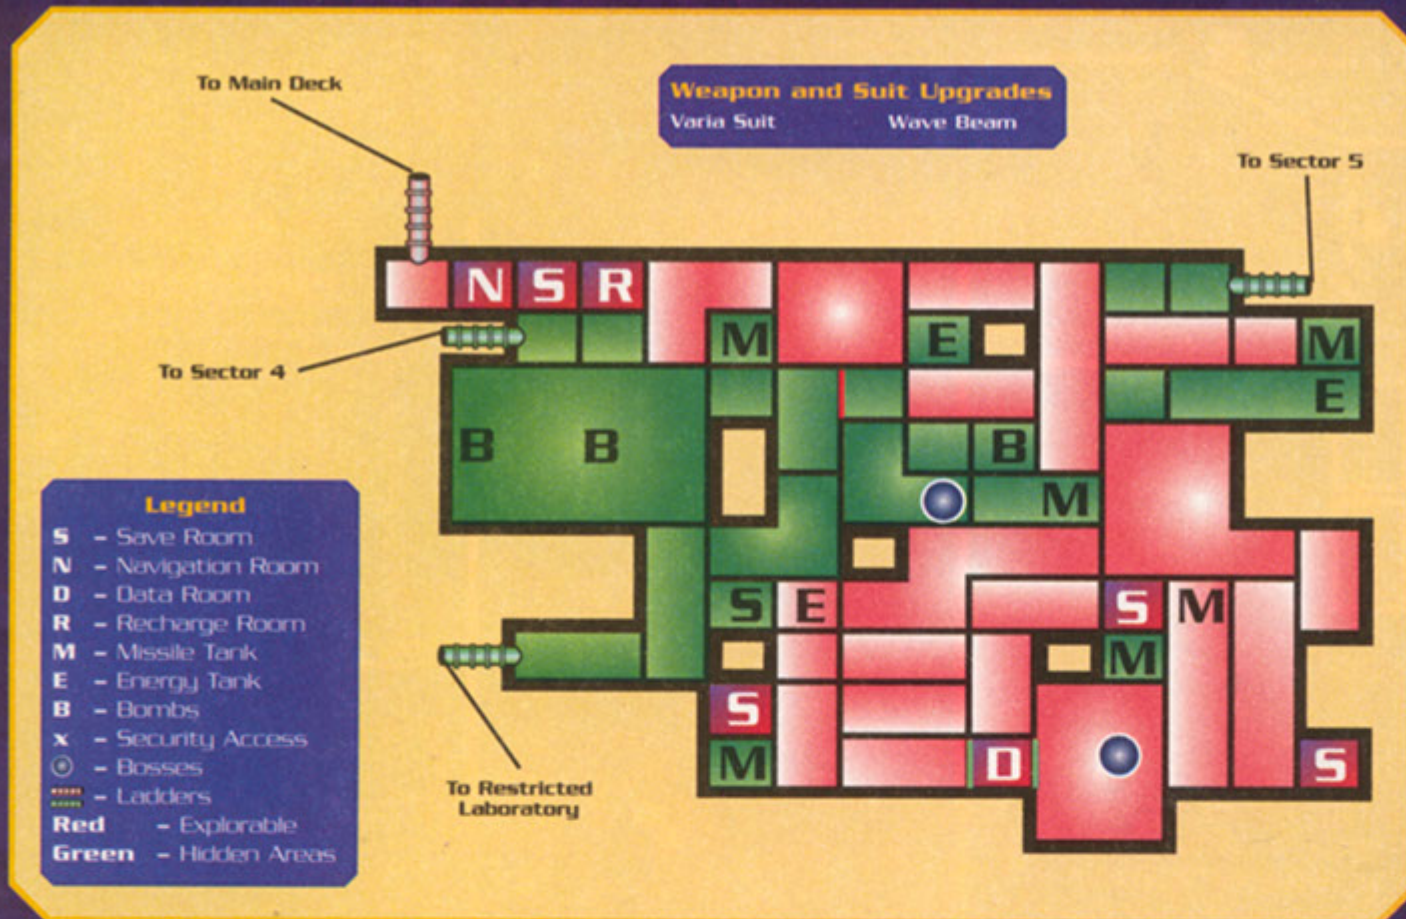 To Main Deck
Weapon and Suit Upgrades
Varia Suit Wave Beam
To Sector 5
N S R
M E M
To Sector 4
E
B B B
M
Legend
S - Save Room
N - Navigation Room
D - Data Room
R - Recharge Room
M - Missile Tank
E - Energy Tank
B - Bombs
x - Security Access
- Bosses
- Ladders
Red - Explorable
Green - Hidden Areas
S E S M
M
S
M D S
To Restricted
Laboratory